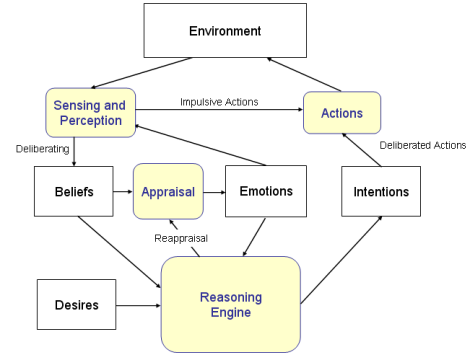 Environment
Sensing and
Perception
Impulsive Actions
Actions
Deliberating
Deliberated Actions
Beliefs
Appraisal
Emotions
Intentions
Reappraisal
Desires
Reasoning
Engine